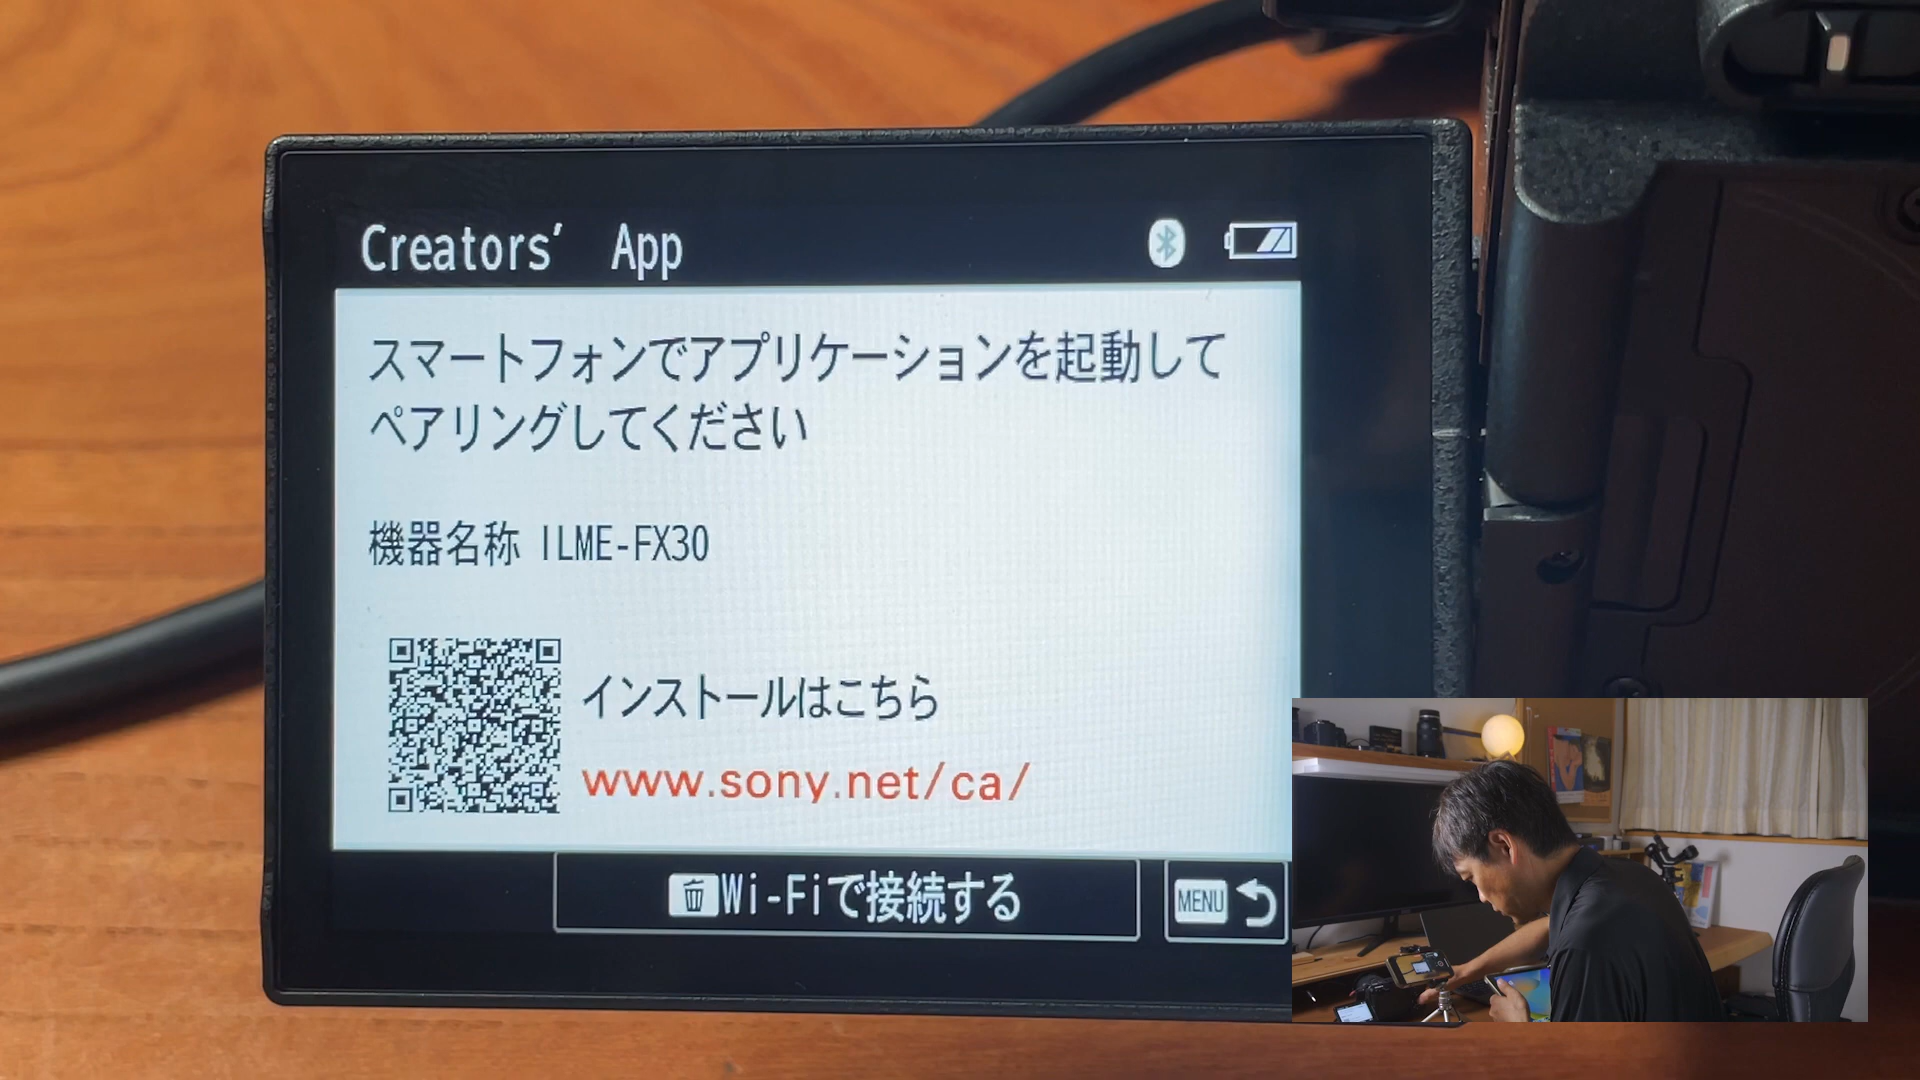 Creators' App
スマートフォンでアプリケーションを起動して
ペアリングしてください
機器名称 ILME-FX30
インストールはこちら
www.sony.net/ca/
Wi-Fiで接続する
MENU